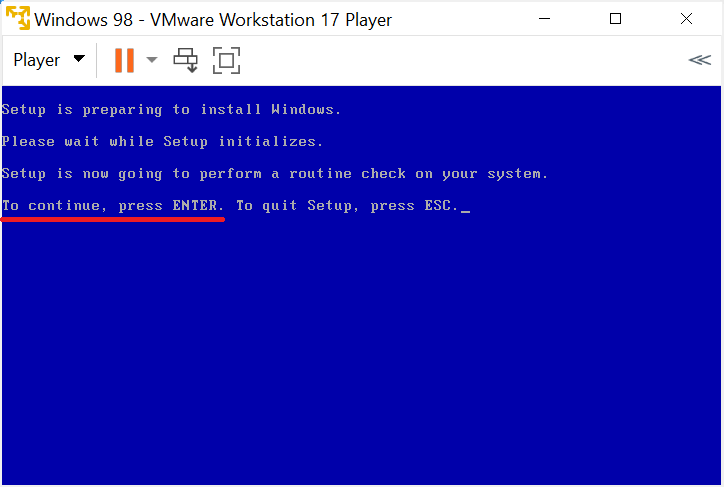 Windows 98 - VMware Workstation 17 Player
Player
Setup is preparing to install Windows.
Please wait while Setup initializes.
Setup is now going to perform a routine check on your system.
To continue, press ENTER. To quit Setup, press ESC._